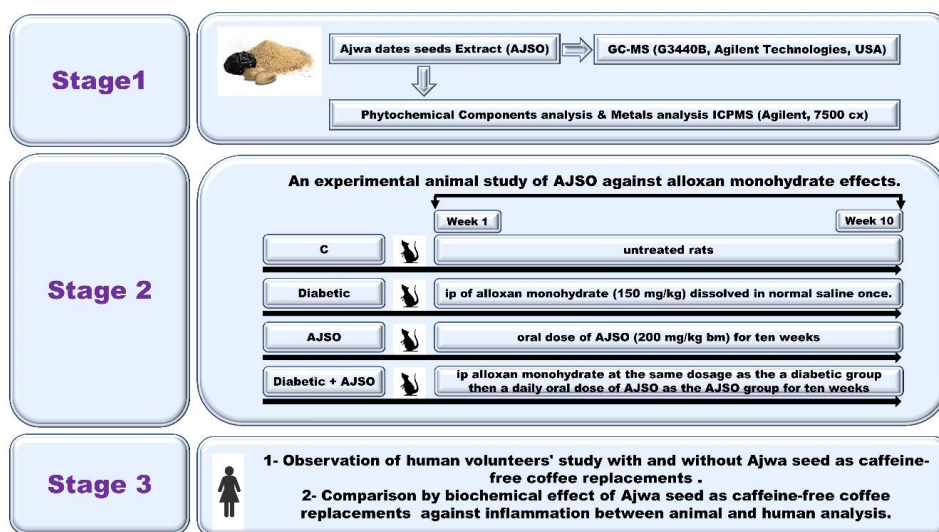 Stage1
Ajwa dates seeds Extract (AJSO)
GC-MS (G3440B, Agilent Technologies, USA)
Phytochemical Components analysis & Metals analysis ICPMS (Agilent, 7500 cx)
Stage 2
An experimental animal study of AJSO against alloxan monohydrate effects.
Week 1
Week 10
C
untreated rats
Diabetic
ip of alloxan monohydrate (150 mg/kg) dissolved in normal saline once.
AJSO
oral dose of AJSO (200 mg/kg bm) for ten weeks
Diabetic + AJSO
ip alloxan monohydrate at the same dosage as the a diabetic group
then a daily oral dose of AJSO as the AJSO group for ten weeks
Stage 3
1- Observation of human volunteers' study with and without Ajwa seed as caffeine-
free coffee replacements .
2- Comparison by biochemical effect of Ajwa seed as caffeine-free coffee
replacements against inflammation between animal and human analysis.